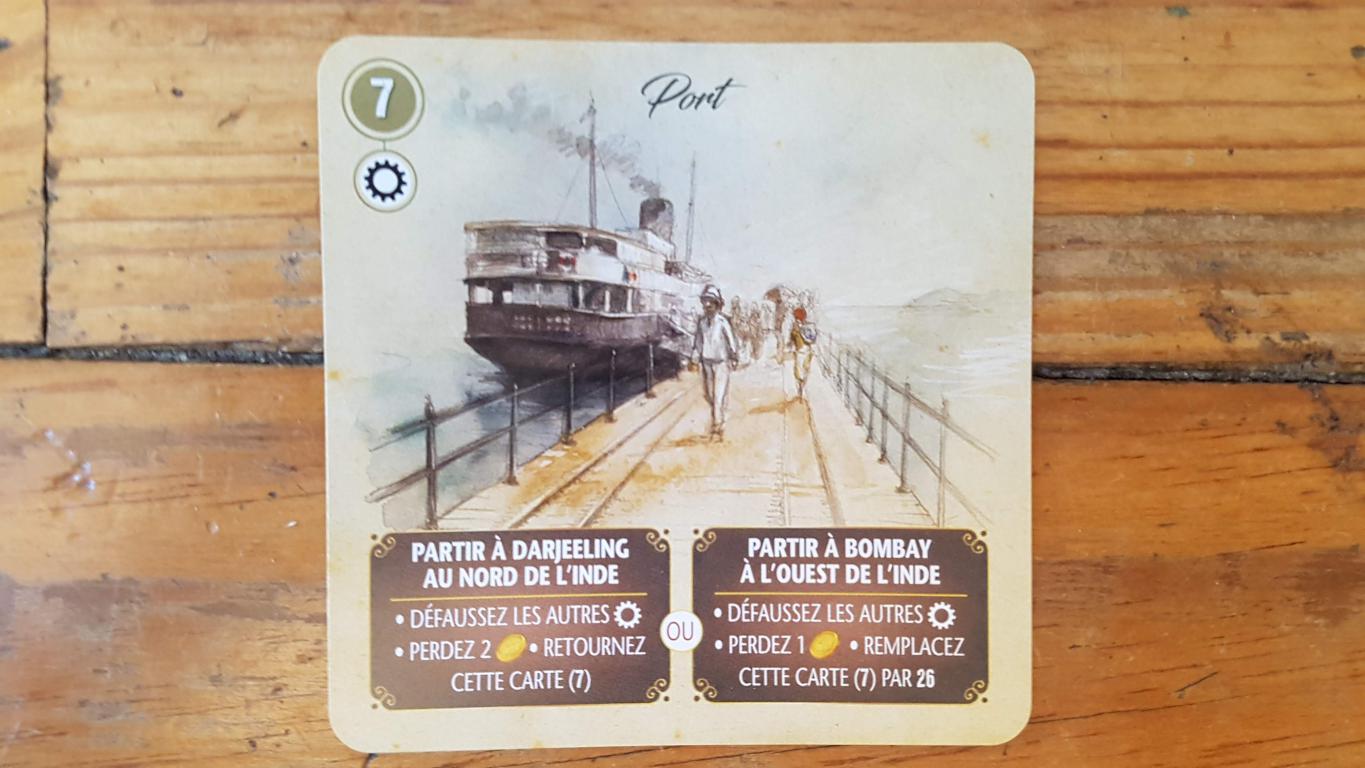 7
Port
PARTIR À DARJEELING
AU NORD DE L'INDE
• DÉFAUSSEZ LES AUTRES
• PERDEZ 2 • RETOURNEZ
CETTE CARTE (7)
OU
PARTIR À BOMBAY
À L'OUEST DE L'INDE
• DÉFAUSSEZ LES AUTRES
• PERDEZ 1 • REMPLACEZ
CETTE CARTE (7) PAR 26